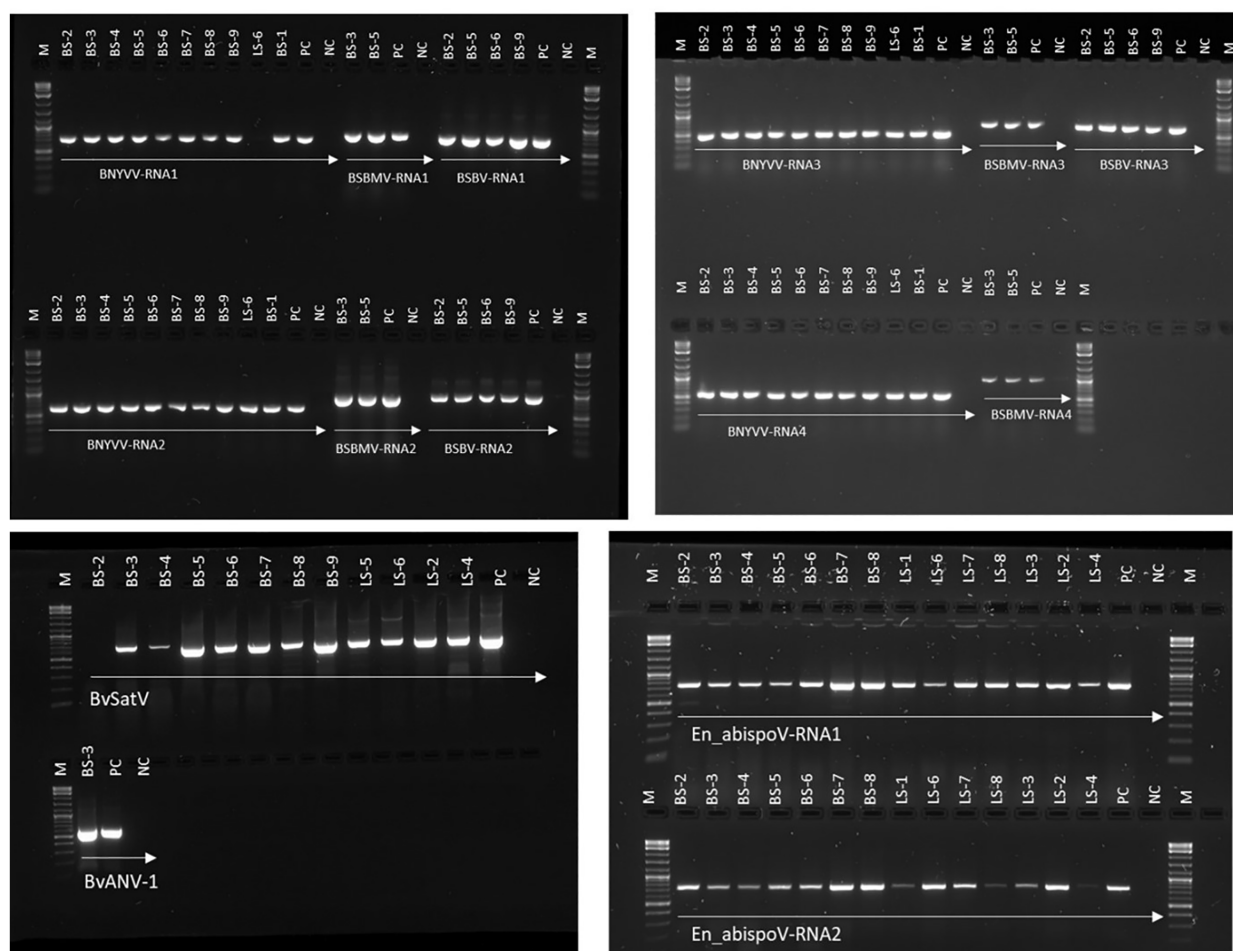 M BS-2 BS-3 BS-4 BS-5 BS-6 BS-7 BS-8 BS-9 LS-6 BS-1 PC NC BS-3 BS-5 PC NC BS-2 BS-5 BS-6 BS-9 PC NC M
BNYVV-RNA1 BSBMV-RNA1 BSBV-RNA1
M BS-2 BS-3 BS-4 BS-5 BS-6 BS-7 BS-8 BS-9 LS-6 BS-1 PC NC BS-3 BS-5 PC NC BS-2 BS-5 BS-6 BS-9 PC NC M
BNYVV-RNA2 BSBMV-RNA2 BSBV-RNA2
M BS-2 BS-3 BS-4 BS-5 BS-6 BS-7 BS-8 BS-9 LS-6 BS-1 PC NC BS-3 BS-5 PC NC BS-2 BS-5 BS-6 BS-9 PC NC M
BNYVV-RNA3 BSBMV-RNA3 BSBV-RNA3
M BS-2 BS-3 BS-4 BS-5 BS-6 BS-7 BS-8 BS-9 LS-6 BS-1 PC NC BS-3 BS-5 PC NC M
BNYVV-RNA4 BSBMV-RNA4
M BS-2 BS-3 BS-4 BS-5 BS-6 BS-7 BS-8 BS-9 LS-5 LS-6 LS-2 LS-4 PC NC
BvSatV
M BS-3 PC NC
BvANV-1
M BS-2 BS-3 BS-4 BS-5 BS-6 BS-7 BS-8 LS-1 LS-6 LS-7 LS-8 LS-3 LS-2 LS-4 PC NC M
En_abispoV-RNA1
M BS-2 BS-3 BS-4 BS-5 BS-6 BS-7 BS-8 LS-1 LS-6 LS-7 LS-8 LS-3 LS-2 LS-4 PC NC M
En_abispoV-RNA2